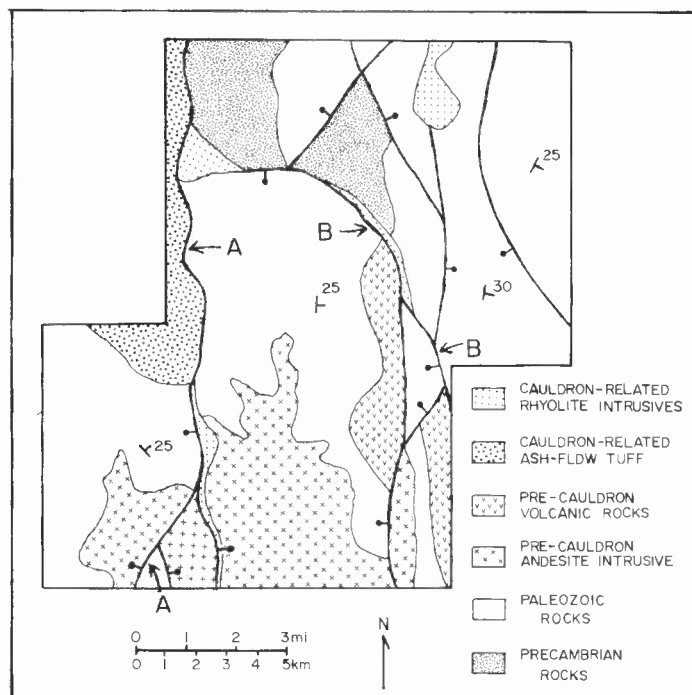 25
A
B
25
30
B
25
A
CAULDRON-RELATED
RHYOLITE INTRUSIVES
CAULDRON-RELATED
ASH-FLOW TUFF
PRE-CAULDRON
VOLCANIC ROCKS
PRE-CAULDRON
ANDESITE INTRUSIVE
PALEOZOIC
ROCKS
PRECAMBRIAN
ROCKS
0 1 2 3mi
0 1 2 3 4 5km
N